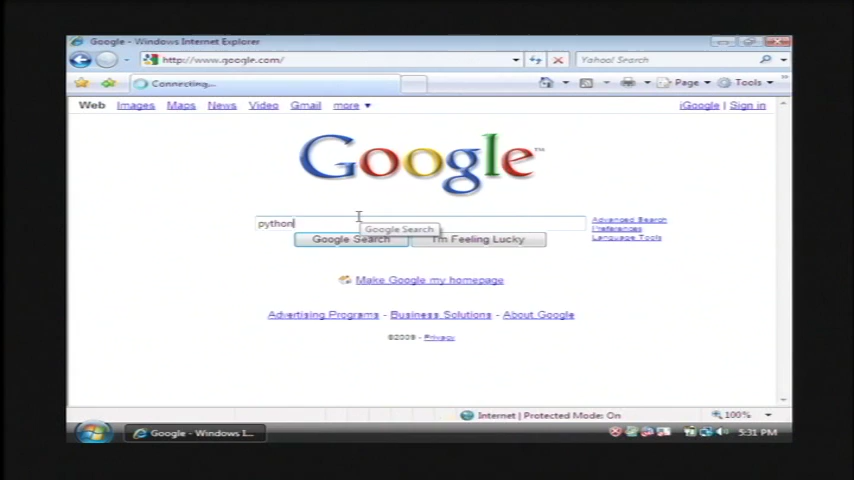 Google - Windows Internet Explorer
http://www.google.com/
Yahoo! Search
Connecting...
Page Tools
Web Images Maps News Video Gmail more iGoogle | Sign in
Google™
python
Google Search
Advanced Search
Preferences
Language Tools
Google Search I'm Feeling Lucky
Make Google my homepage
Advertising Programs - Business Solutions - About Google
Privacy
Internet | Protected Mode: On 100%
Google - Windows I... 5:31 PM